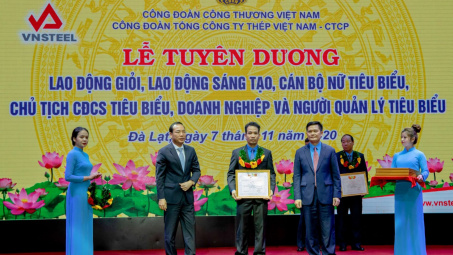 VNSTEEL
CÔNG ĐOÀN CÔNG THƯƠNG VIỆT NAM
CÔNG ĐOÀN TỔNG CÔNG TY THÉP VIỆT NAM - CTCP
LỄ TUYÊN DƯƠNG
LAO ĐỘNG GIỎI, LAO ĐỘNG SÁNG TẠO, CÁN BỘ NỮ TIÊU BIỂU,
CHỦ TỊCH CĐCS TIÊU BIỂU, DOANH NGHIỆP VÀ NGƯỜI QUẢN LÝ TIÊU BIỂU
Đà Lạt, ngày 7 tháng 11 năm 2020
www.vn